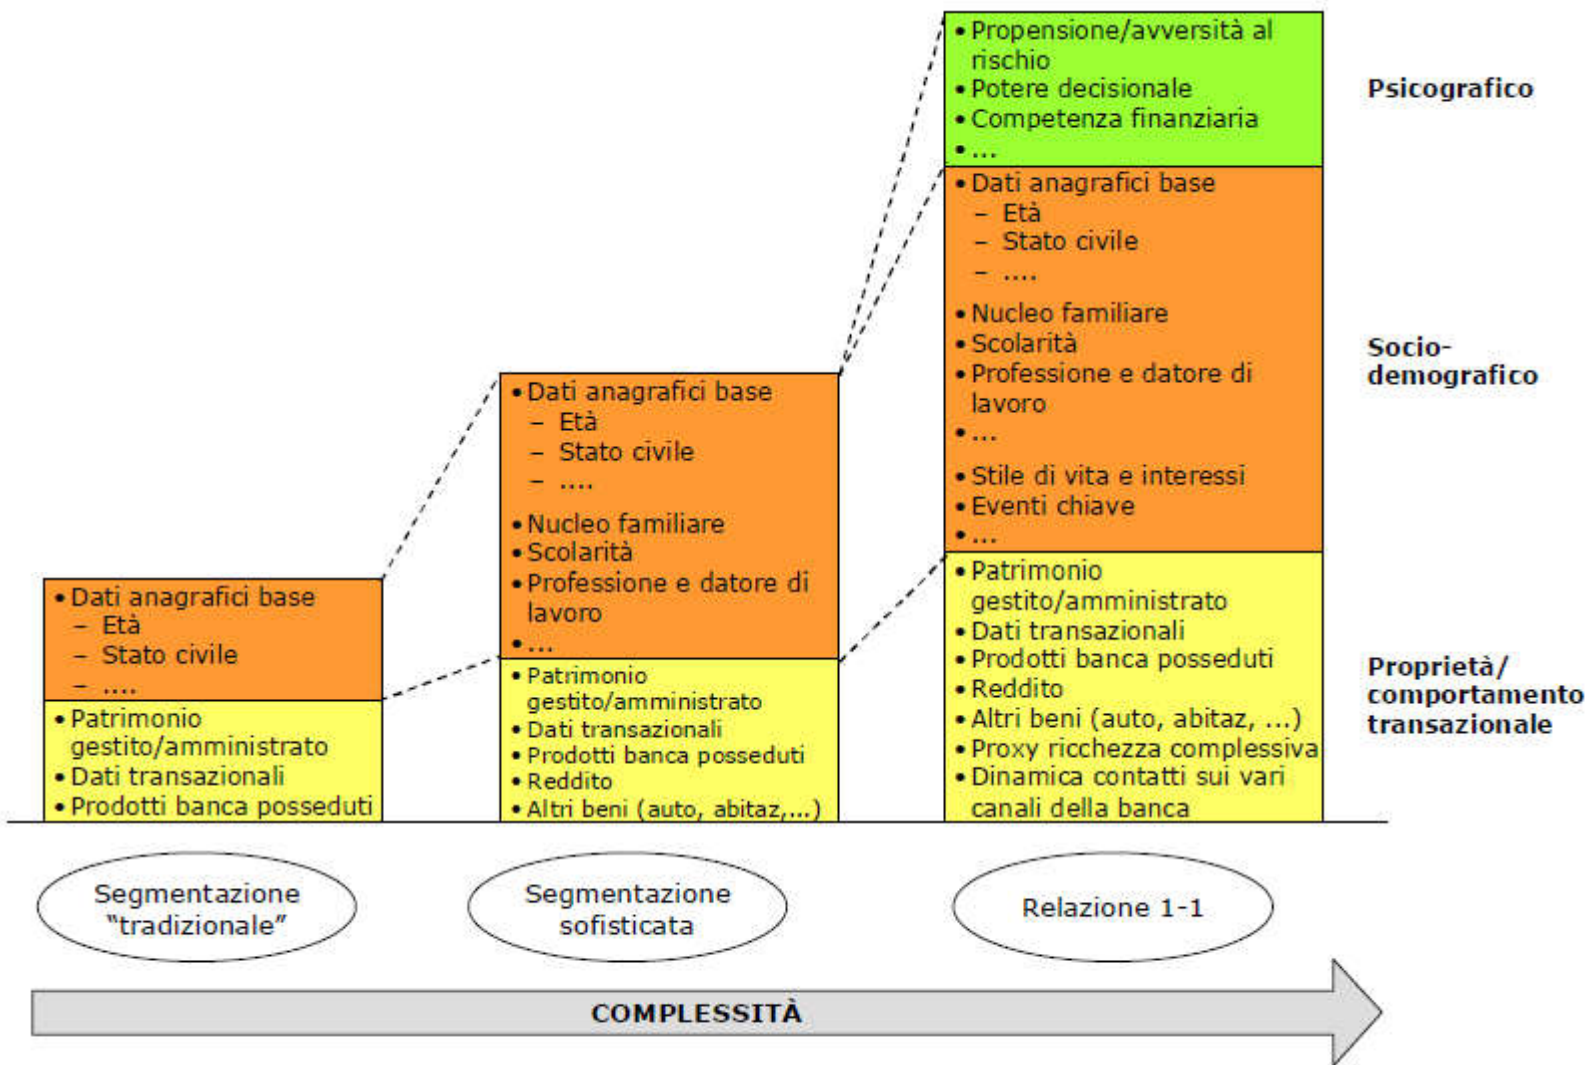 • Propensione/avversità al
rischio
• Potere decisionale
• Competenza finanziaria
• ...
Psicografico
• Dati anagrafici base
– Età
– Stato civile
– ....
• Nucleo familiare
• Scolarità
• Professione e datore di
lavoro
• ...
• Stile di vita e interessi
• Eventi chiave
• ...
Socio-
demografico
• Patrimonio
gestito/amministrato
• Dati transazionali
• Prodotti banca posseduti
• Reddito
• Altri beni (auto, abitaz, ...)
• Proxy ricchezza complessiva
• Dinamica contatti sui vari
canali della banca
Proprietà/
comportamento
transazionale
• Dati anagrafici base
– Età
– Stato civile
– ....
• Nucleo familiare
• Scolarità
• Professione e datore di
lavoro
• ...
• Patrimonio
gestito/amministrato
• Dati transazionali
• Prodotti banca posseduti
• Reddito
• Altri beni (auto, abitaz,...)
• Dati anagrafici base
– Età
– Stato civile
– ....
• Patrimonio
gestito/amministrato
• Dati transazionali
• Prodotti banca posseduti
Segmentazione
“tradizionale”
Segmentazione
sofisticata
Relazione 1-1
COMPLESSITÀ